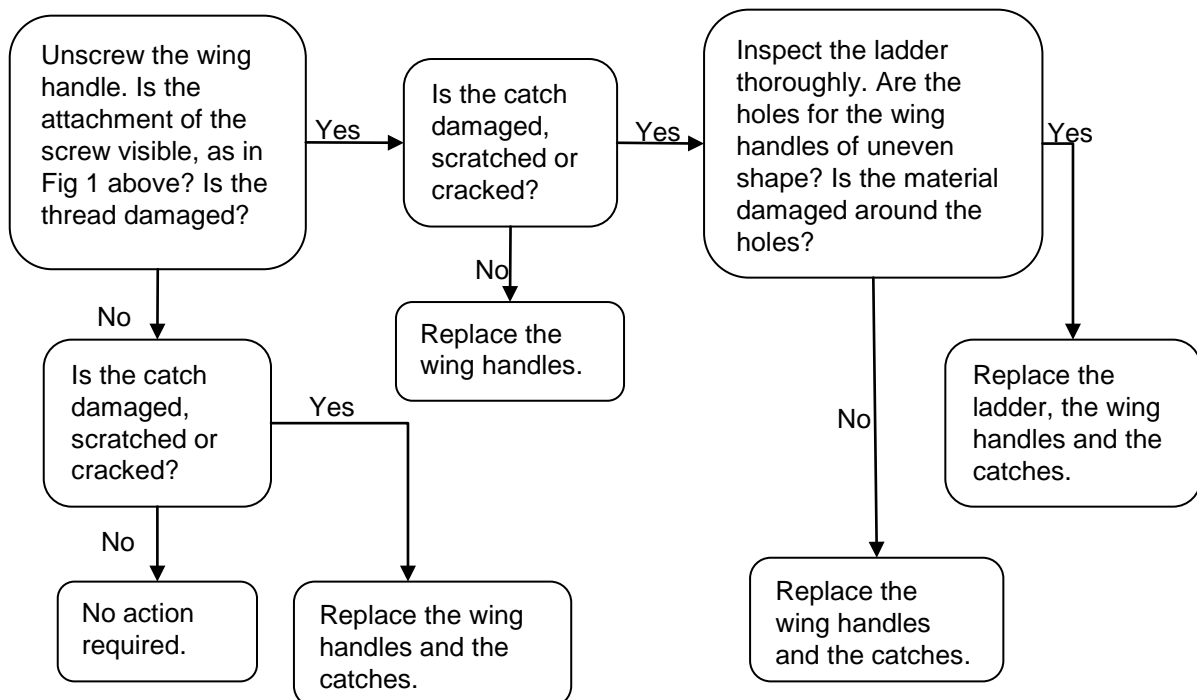 Unscrew the wing
handle. Is the
attachment of the
screw visible, as in
Fig 1 above? Is the
thread damaged?
Yes
Is the catch
damaged,
scratched or
cracked?
Yes
Inspect the ladder
thoroughly. Are the
holes for the wing
handles of uneven
shape? Is the material
damaged around the
holes?
Yes
No
Replace the
wing handles.
No
Is the catch
damaged,
scratched or
cracked?
Yes
No
Replace the
ladder, the wing
handles and the
catches.
No
No action
required.
Replace the wing
handles and the
catches.
Replace the
wing handles
and the catches.